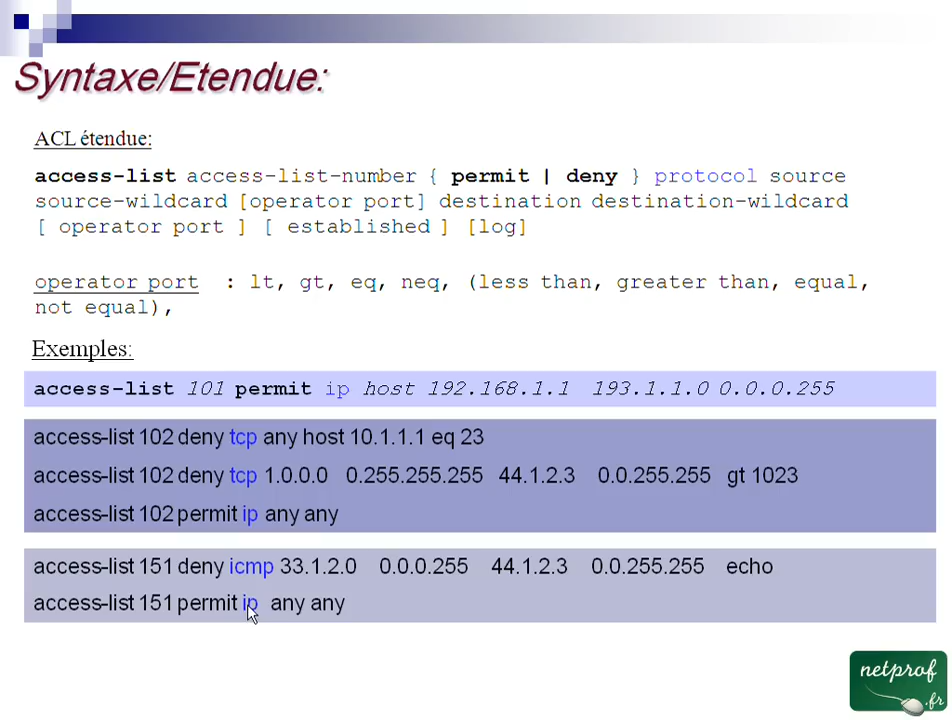 Syntaxe/Etendue:
ACL étendue:
access-list access-list-number { permit | deny } protocol source
source-wildcard [operator port] destination destination-wildcard
[ operator port ] [ established ] [log]
operator port : lt, gt, eq, neq, (less than, greater than, equal,
not equal),
Exemples:
access-list 101 permit ip host 192.168.1.1 193.1.1.0 0.0.0.255
access-list 102 deny tcp any host 10.1.1.1 eq 23
access-list 102 deny tcp 1.0.0.0 0.255.255.255 44.1.2.3 0.0.255.255 gt 1023
access-list 102 permit ip any any
access-list 151 deny icmp 33.1.2.0 0.0.0.255 44.1.2.3 0.0.255.255 echo
access-list 151 permit ip any any
netprof
.fr